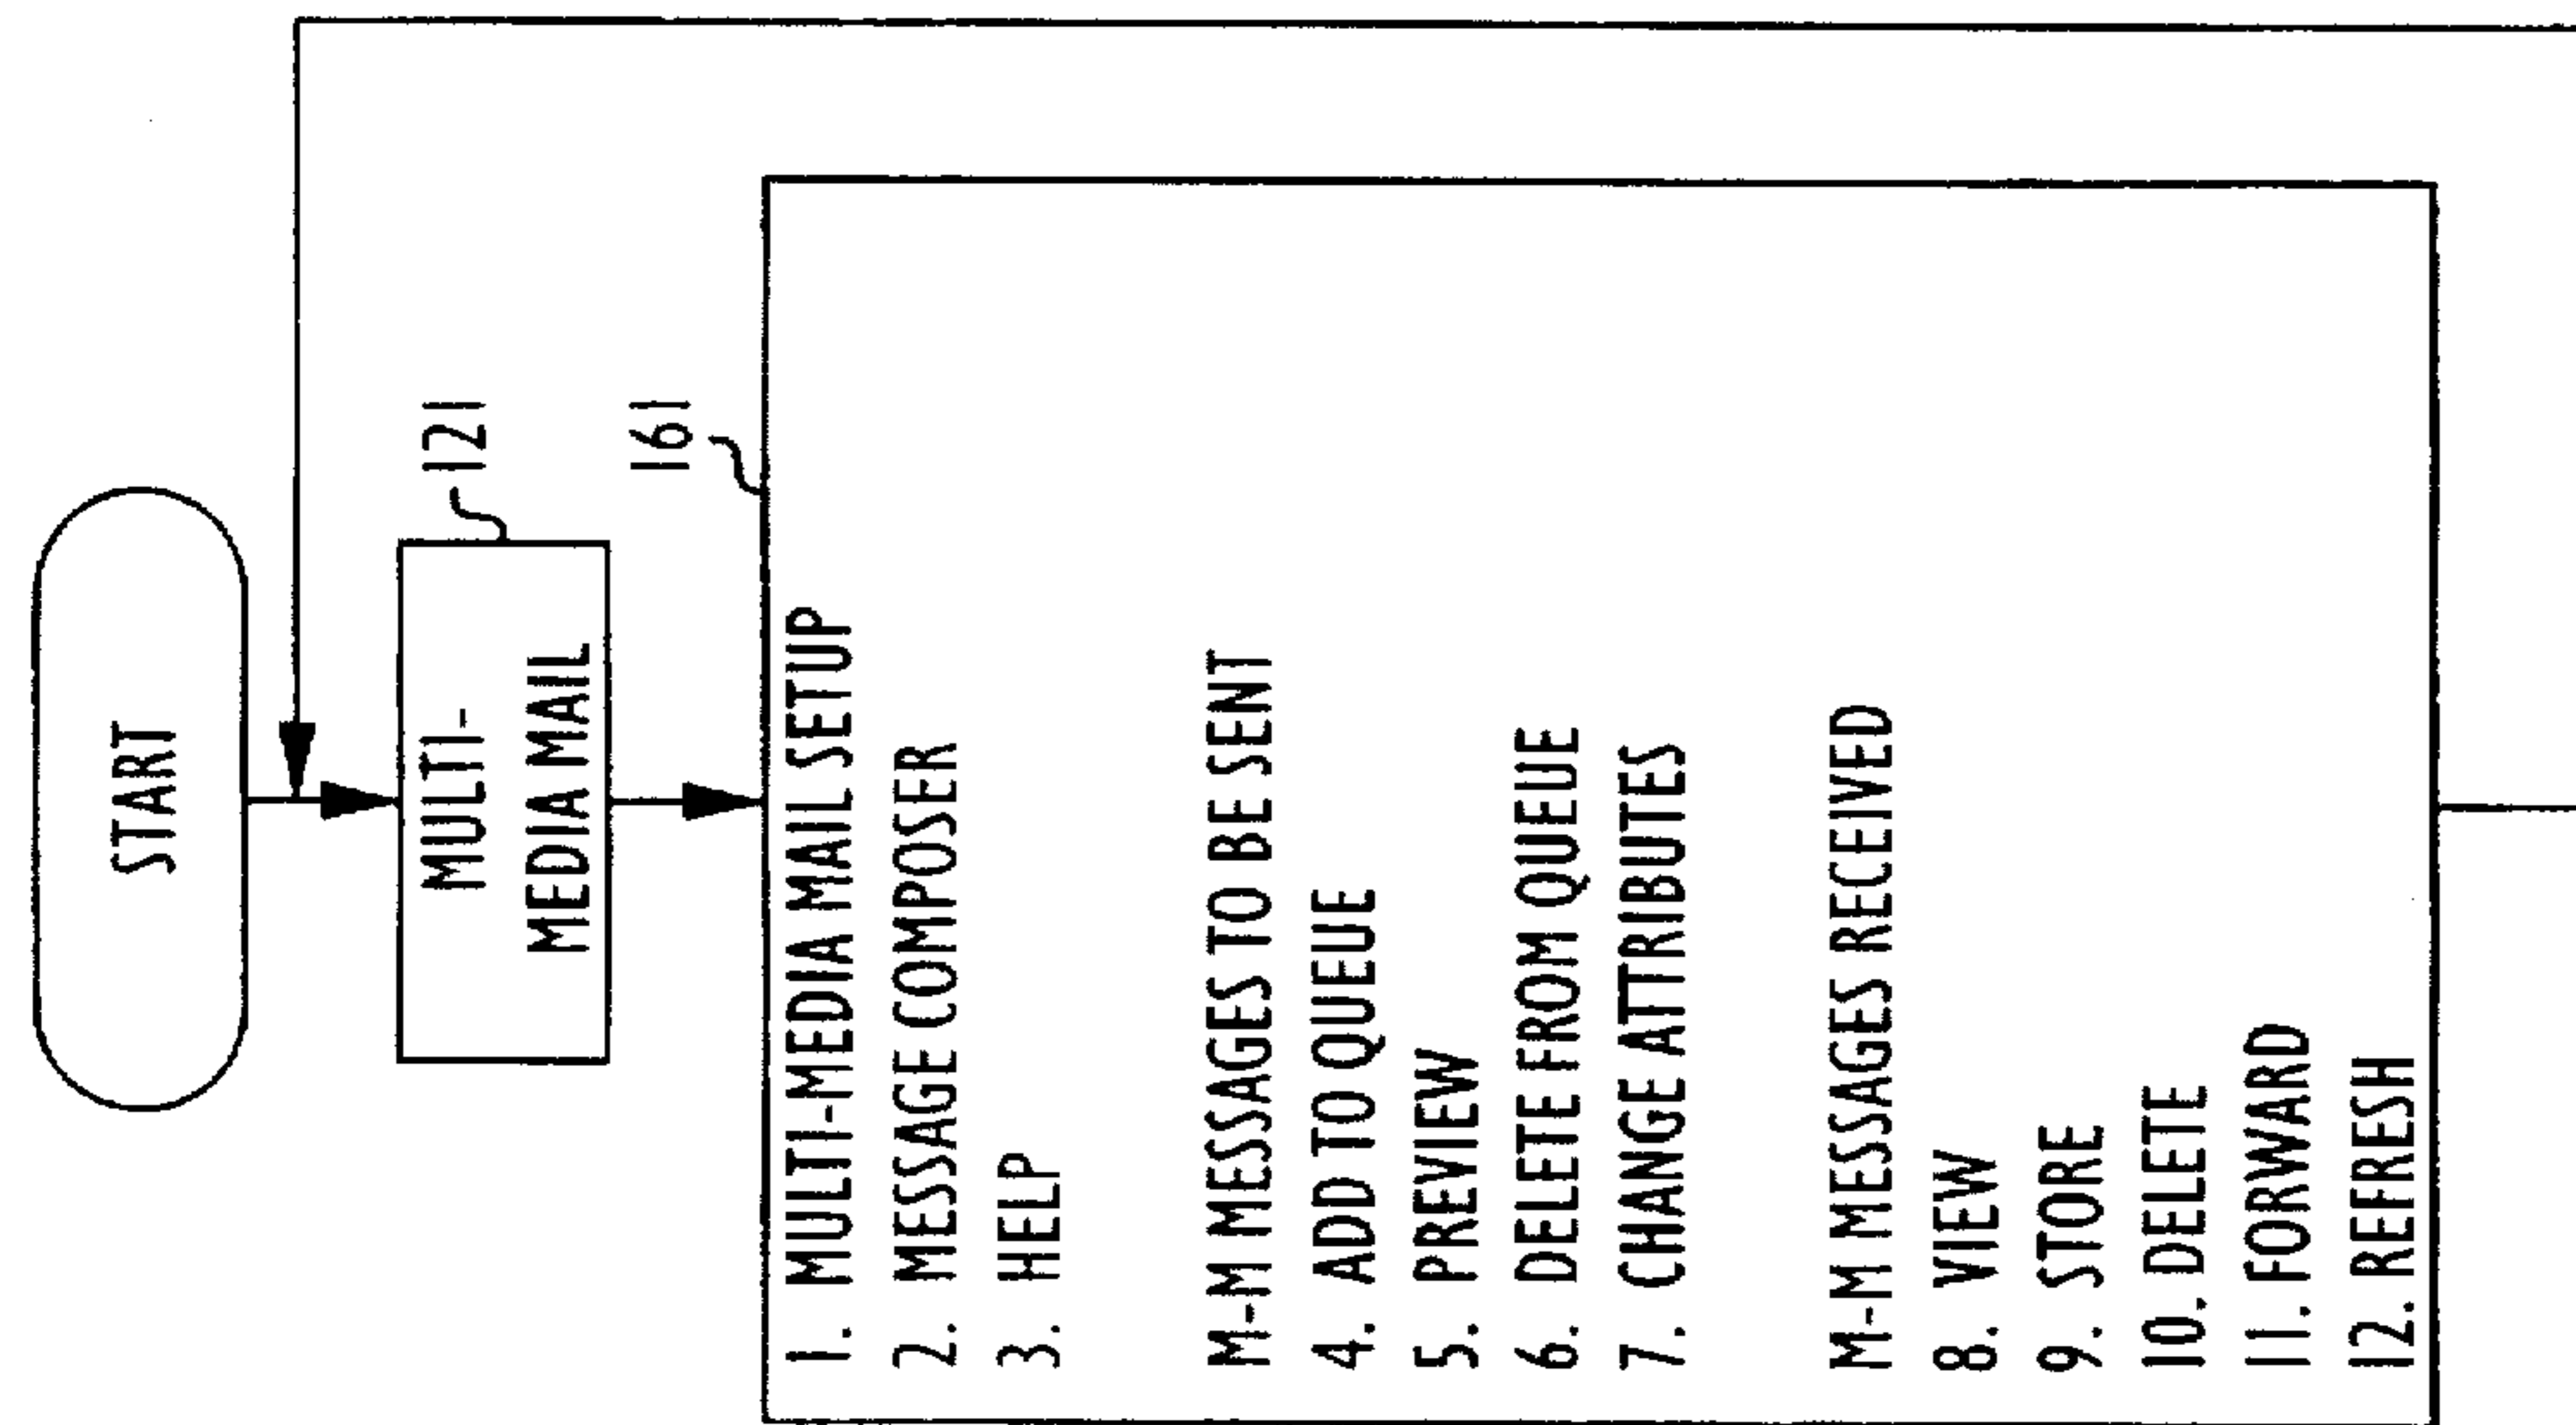 START
MULTI-
MEDIA MAIL
121
161
1. MULTI-MEDIA MAIL SETUP
2. MESSAGE COMPOSER
3. HELP
M-M MESSAGES TO BE SENT
4. ADD TO QUEUE
5. PREVIEW
6. DELETE FROM QUEUE
7. CHANGE ATTRIBUTES
M-M MESSAGES RECEIVED
8. VIEW
9. STORE
10. DELETE
11. FORWARD
12. REFRESH